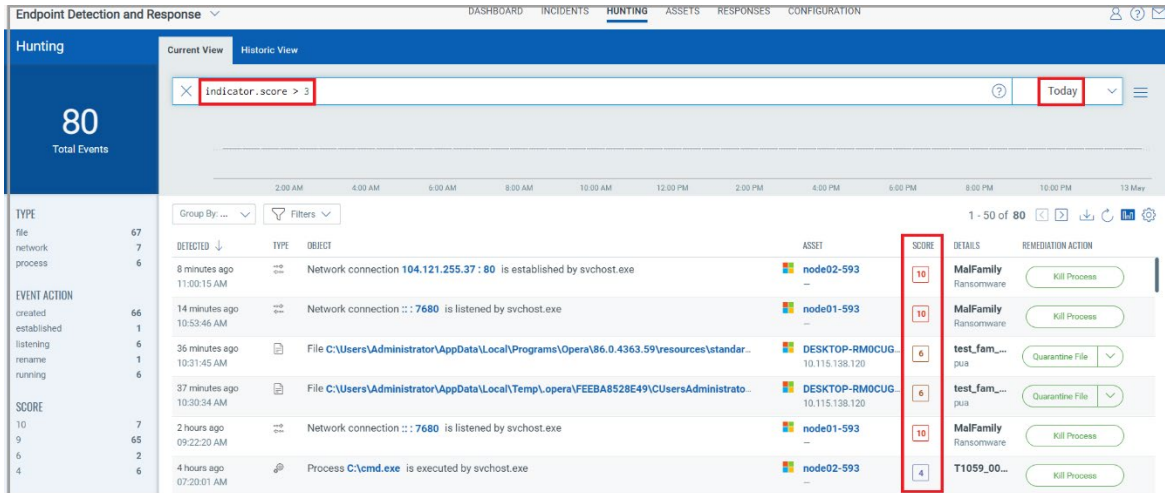 Endpoint Detection and Response
DASHBOARD INCIDENTS HUNTING ASSETS RESPONSES CONFIGURATION
Hunting
Current View Historic View
80
Total Events
indicator.score > 3
Today
2:00 AM 4:00 AM 6:00 AM 8:00 AM 10:00 AM 12:00 PM 2:00 PM 4:00 PM 6:00 PM 8:00 PM 10:00 PM 13 May
TYPE
file 67
network 7
process 6
EVENT ACTION
created 66
established 1
listening 6
rename 1
running 6
SCORE
10 7
9 65
6 2
4 6
Group By: ... Filters 1 - 50 of 80
DETECTED TYPE OBJECT ASSET SCORE DETAILS REMEDIATION ACTION
8 minutes ago Network connection 104.121.255.37 : 80 is established by svchost.exe node02-593 10 MalFamily Kill Process
11:00:15 AM -- Ransomware
14 minutes ago Network connection :: : 7680 is listened by svchost.exe node01-593 10 MalFamily Kill Process
10:53:46 AM -- Ransomware
36 minutes ago File C:\Users\Administrator\AppData\Local\Programs\Opera\86.0.4363.59\resources\standar... DESKTOP-RM0CUG... 6 test_fam_... Quarantine File
10:31:45 AM 10.115.138.120 pua
37 minutes ago File C:\Users\Administrator\AppData\Local\Temp\.opera\FEEBA8528E49\CUsersAdministrato... DESKTOP-RM0CUG... 6 test_fam_... Quarantine File
10:30:34 AM 10.115.138.120 pua
2 hours ago Network connection :: : 7680 is listened by svchost.exe node01-593 10 MalFamily Kill Process
09:22:20 AM -- Ransomware
4 hours ago Process C:\cmd.exe is executed by svchost.exe node02-593 4 T1059_00... Kill Process
07:20:01 AM --